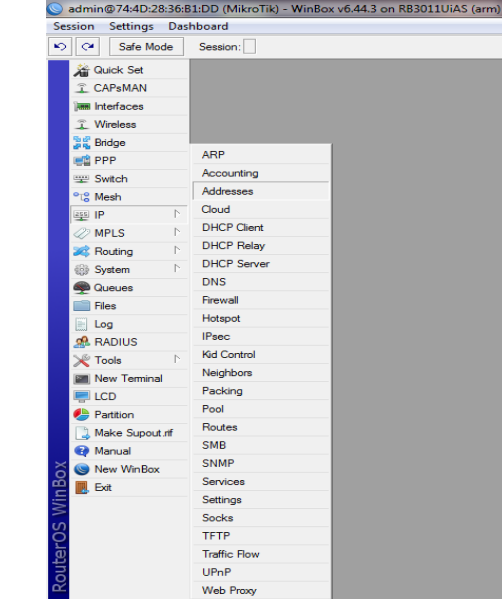 admin@74:4D:28:36:B1:DD (MikroTik) - WinBox v6.44.3 on RB3011UiAS (arm)
Session Settings Dashboard
Safe Mode Session:
Quick Set
CAPsMAN
Interfaces
Wireless
Bridge
PPP
Switch
Mesh
IP
MPLS
Routing
System
Queues
Files
Log
RADIUS
Tools
New Terminal
LCD
Partition
Make Supout.rif
Manual
New WinBox
Exit
ARP
Accounting
Addresses
Cloud
DHCP Client
DHCP Relay
DHCP Server
DNS
Firewall
Hotspot
IPsec
Kid Control
Neighbors
Packing
Pool
Routes
SMB
SNMP
Services
Settings
Socks
TFTP
Traffic Flow
UPnP
Web Proxy
RouterOS WinBox